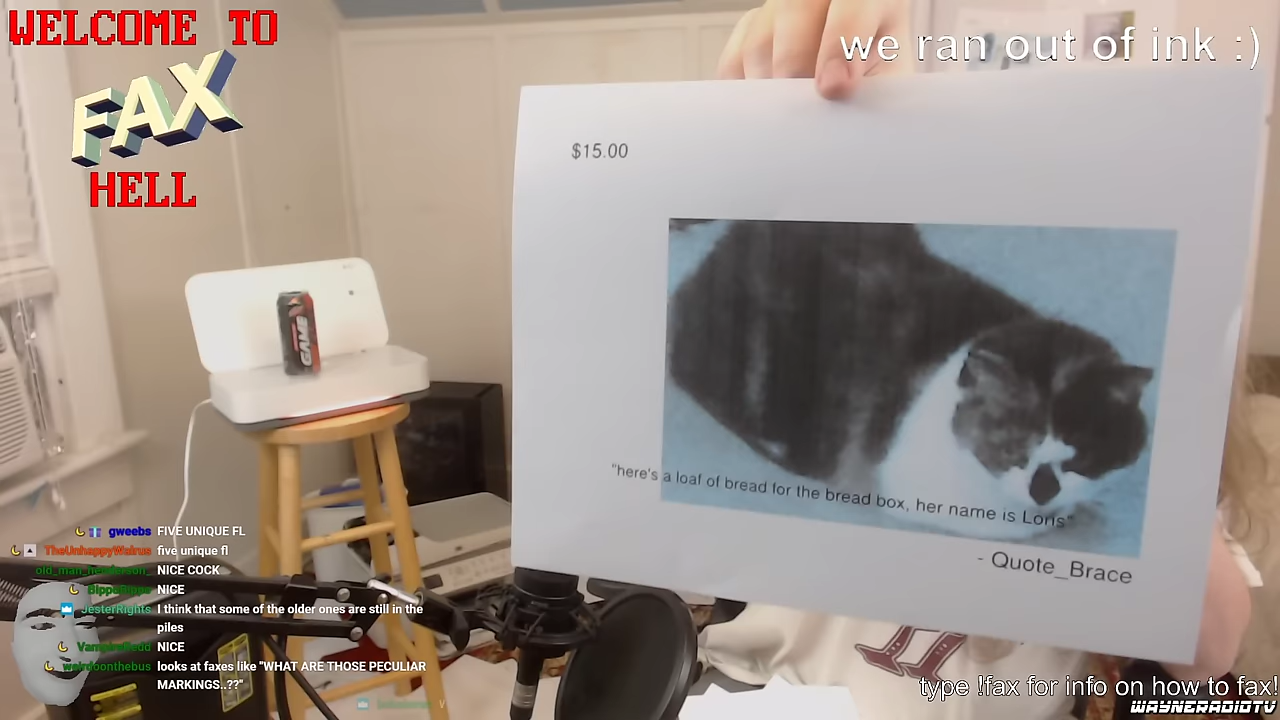 WELCOME TO
FAX
HELL
we ran out of ink :)
$15.00
GAME
"here's a loaf of bread for the bread box, her name is Loris"
- Quote_Brace
gweebs FIVE UNIQUE FL
TheUnhappyWalrus five unique fl
old_man_henderson_ NICE COCK
NICE
JesterRights I think that some of the older ones are still in the
piles
NICE
weirdoonthebus looks at faxes like "WHAT ARE THOSE PECULIAR
MARKINGS..??"
type !fax for info on how to fax!
WAYNERADIOTV